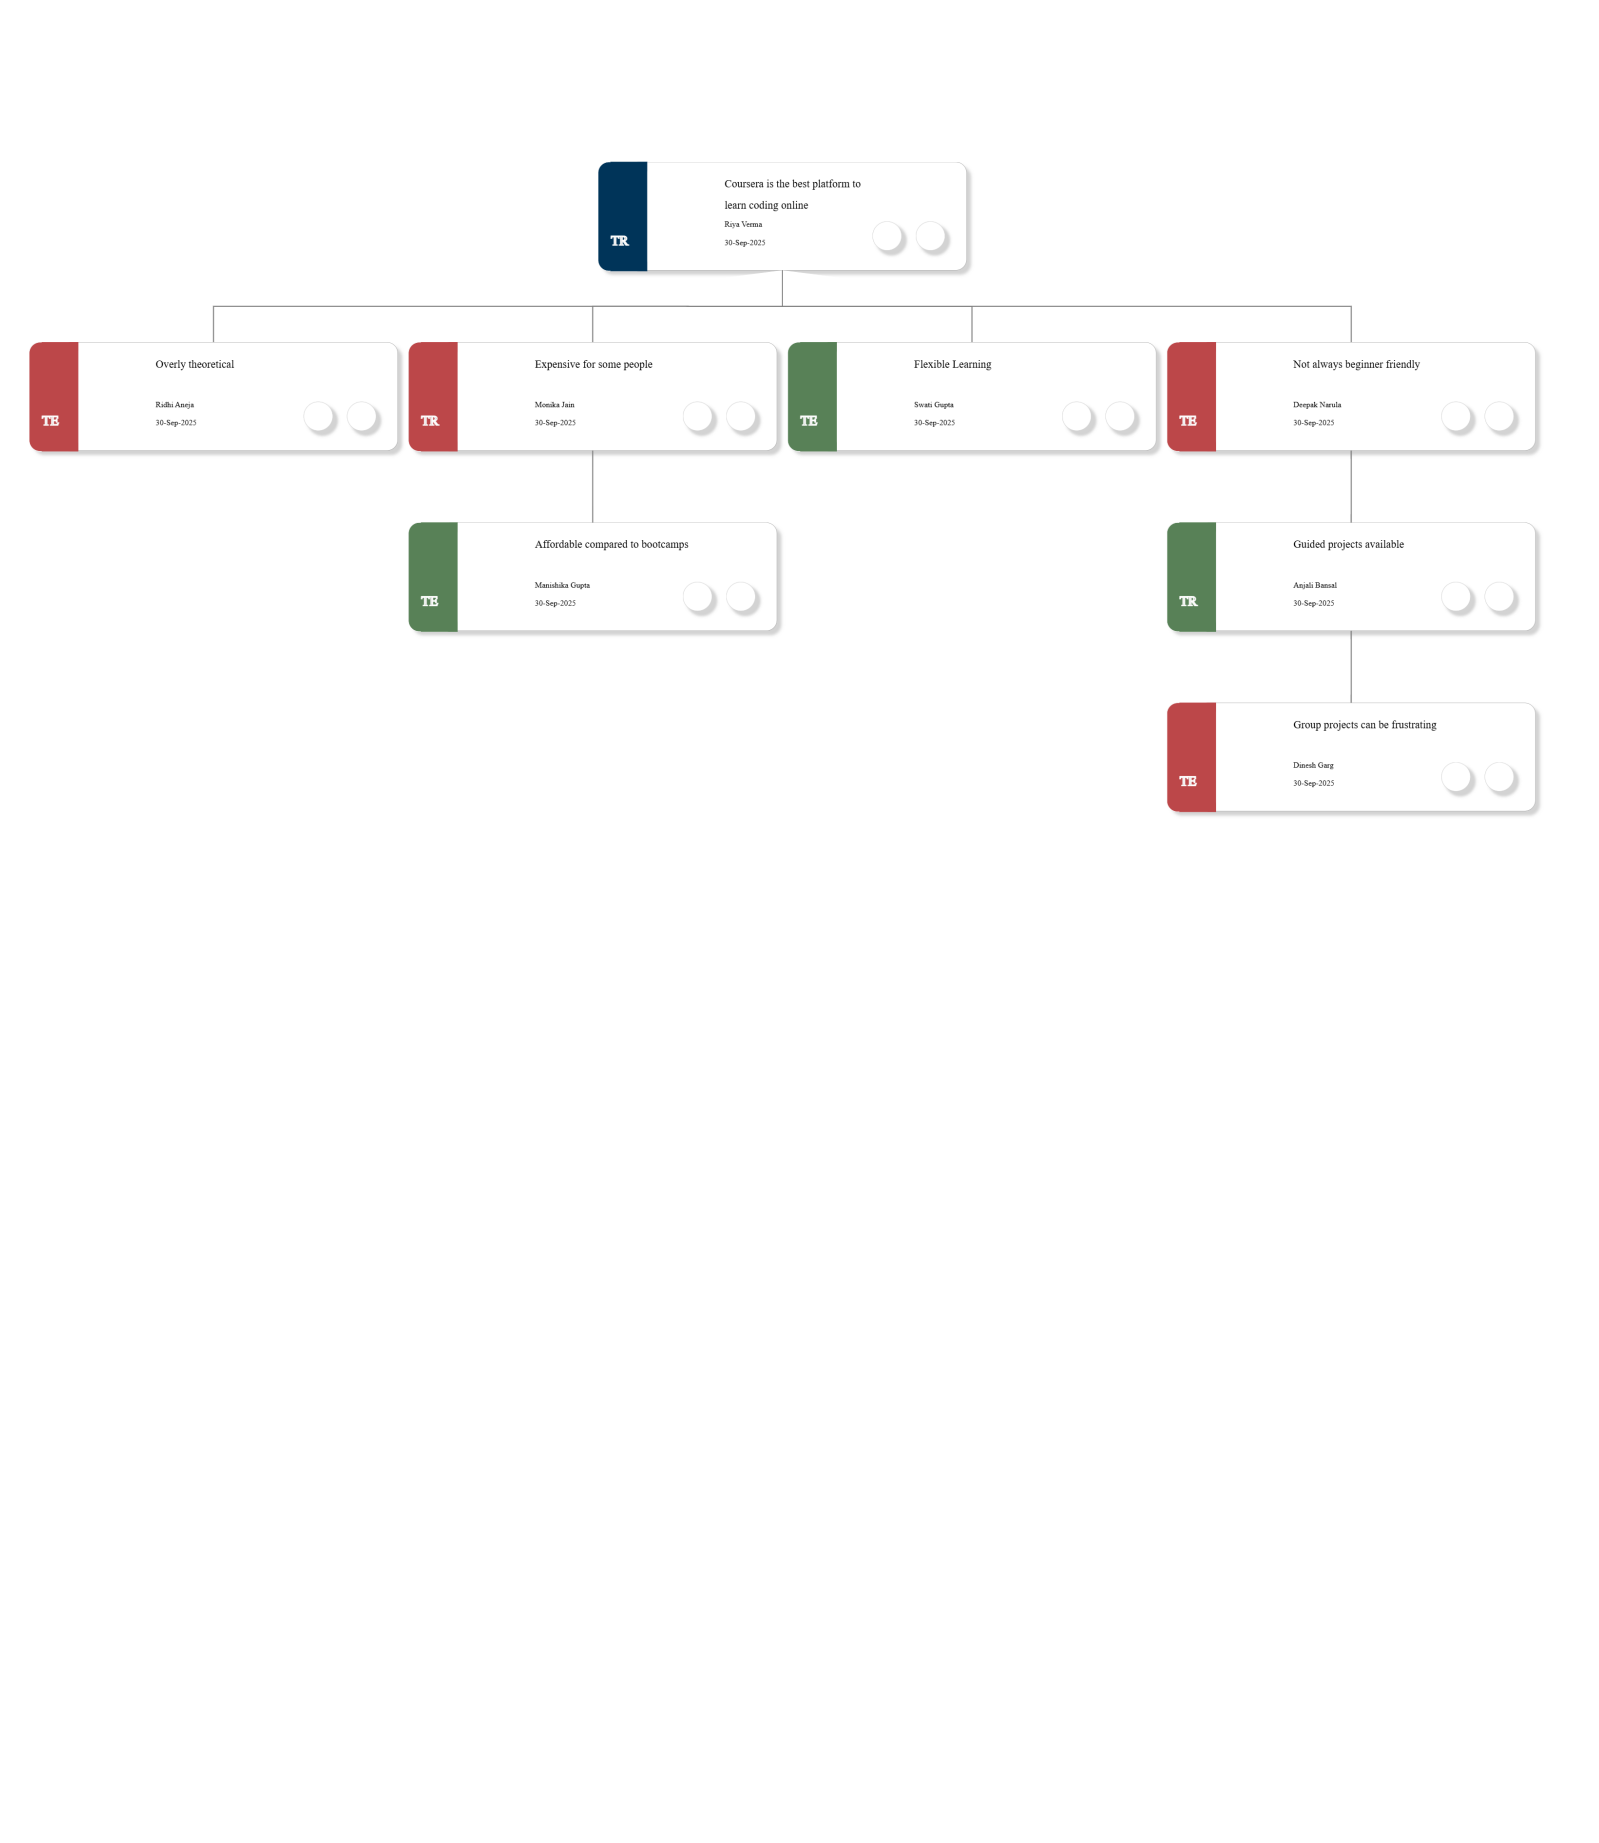 Coursera is the best platform to
learn coding online
Riya Verma
TR
30-Sep-2025
Overly theoretical
Ridhi Aneja
TE
30-Sep-2025
Expensive for some people
Monika Jain
TR
30-Sep-2025
Flexible Learning
Swati Gupta
TE
30-Sep-2025
Not always beginner friendly
Deepak Narula
TE
30-Sep-2025
Affordable compared to bootcamps
Manishika Gupta
TE
30-Sep-2025
Guided projects available
Anjali Bansal
TR
30-Sep-2025
Group projects can be frustrating
Dinesh Garg
TE
30-Sep-2025